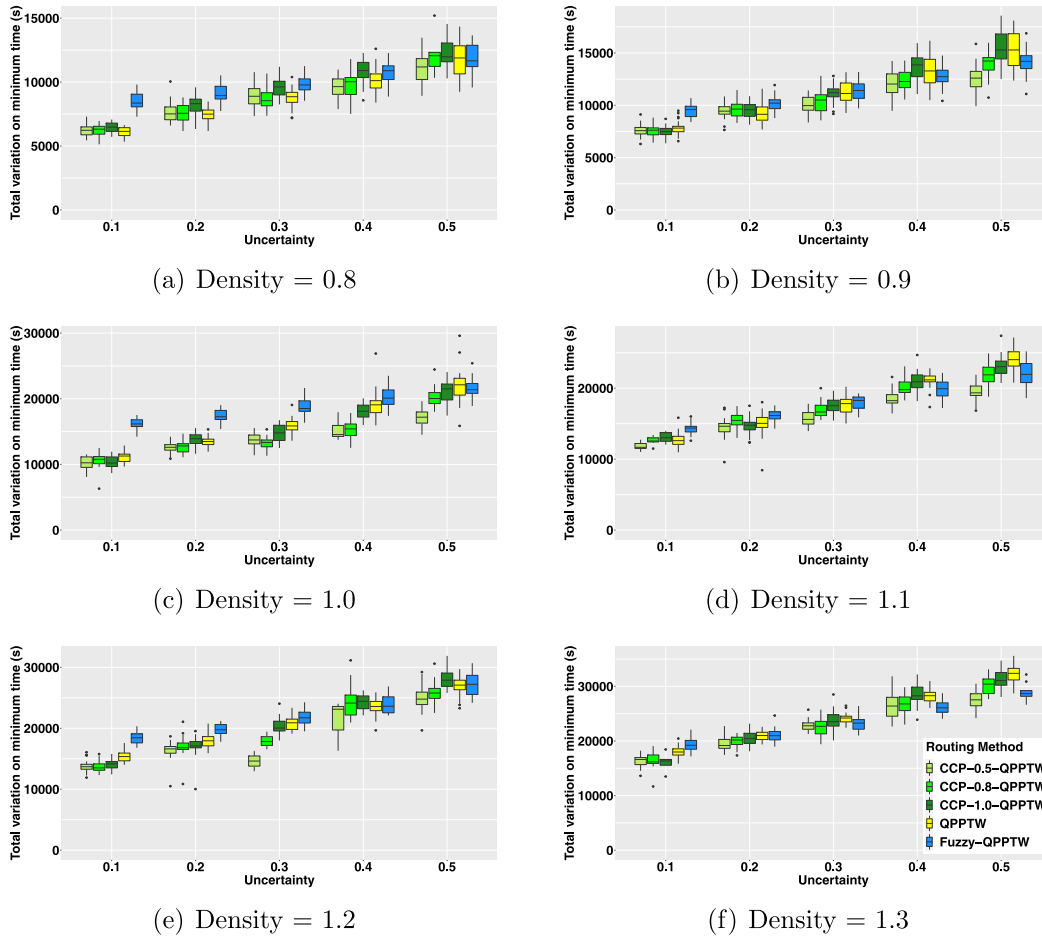 Total variation on minimum time (s)
15000
10000
5000
0
0.1 0.2 0.3 0.4 0.5
Uncertainty
(a) Density = 0.8
Total variation on minimum time (s)
15000
10000
5000
0
0.1 0.2 0.3 0.4 0.5
Uncertainty
(b) Density = 0.9
Total variation on minimum time (s)
30000
20000
10000
0
0.1 0.2 0.3 0.4 0.5
Uncertainty
(c) Density = 1.0
Total variation on minimum time (s)
20000
10000
0
0.1 0.2 0.3 0.4 0.5
Uncertainty
(d) Density = 1.1
Total variation on minimum time (s)
30000
20000
10000
0
0.1 0.2 0.3 0.4 0.5
Uncertainty
(e) Density = 1.2
Total variation on minimum time (s)
30000
20000
10000
0
0.1 0.2 0.3 0.4 0.5
Uncertainty
Routing Method
CCP−0.5−QPPTW
CCP−0.8−QPPTW
CCP−1.0−QPPTW
QPPTW
Fuzzy−QPPTW
(f) Density = 1.3